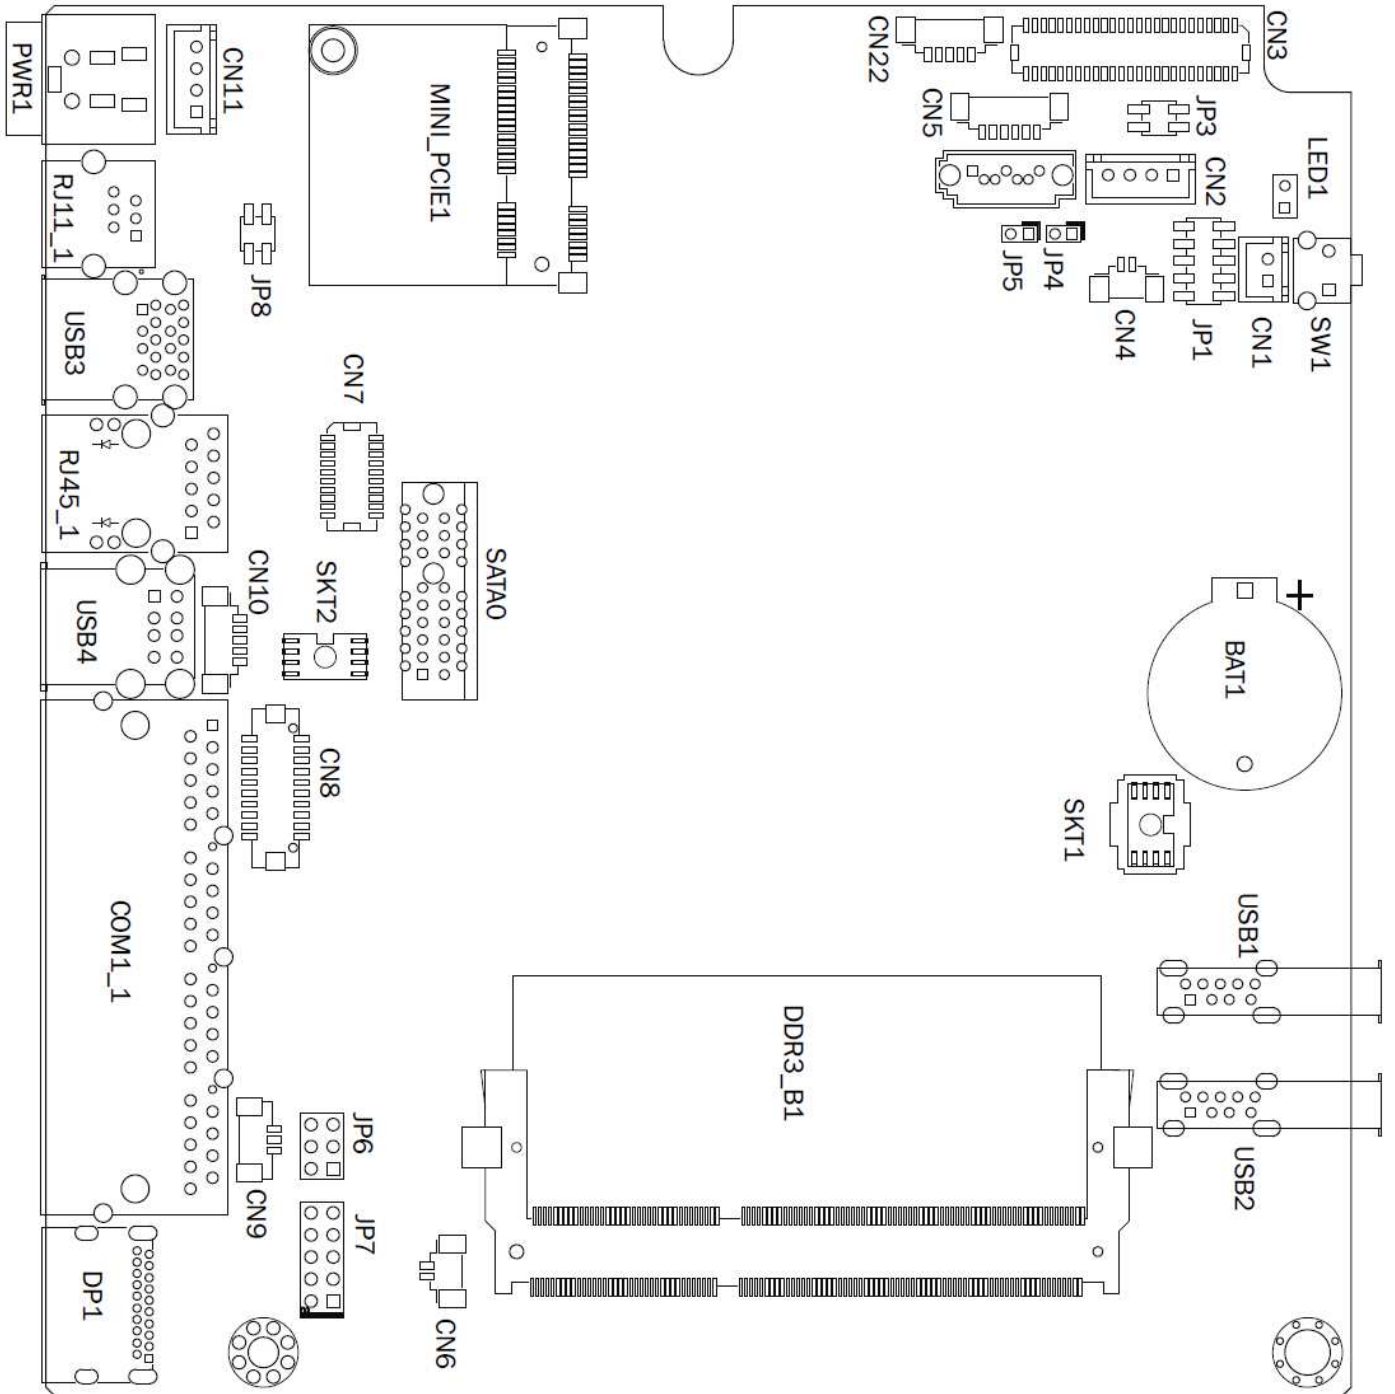 PWR1
CN11
MINI_PCIE1
CN22
CN3
CN5
JP3
LED1
CN2
RJ11_1
JP8
JP5
JP4
CN4
JP1
CN1
SW1
USB3
CN7
RJ45_1
SATA0
CN10
SKT2
USB4
+
BAT1
CN8
SKT1
COM1_1
USB1
DDR3_B1
JP6
USB2
CN9
JP7
DP1
CN6